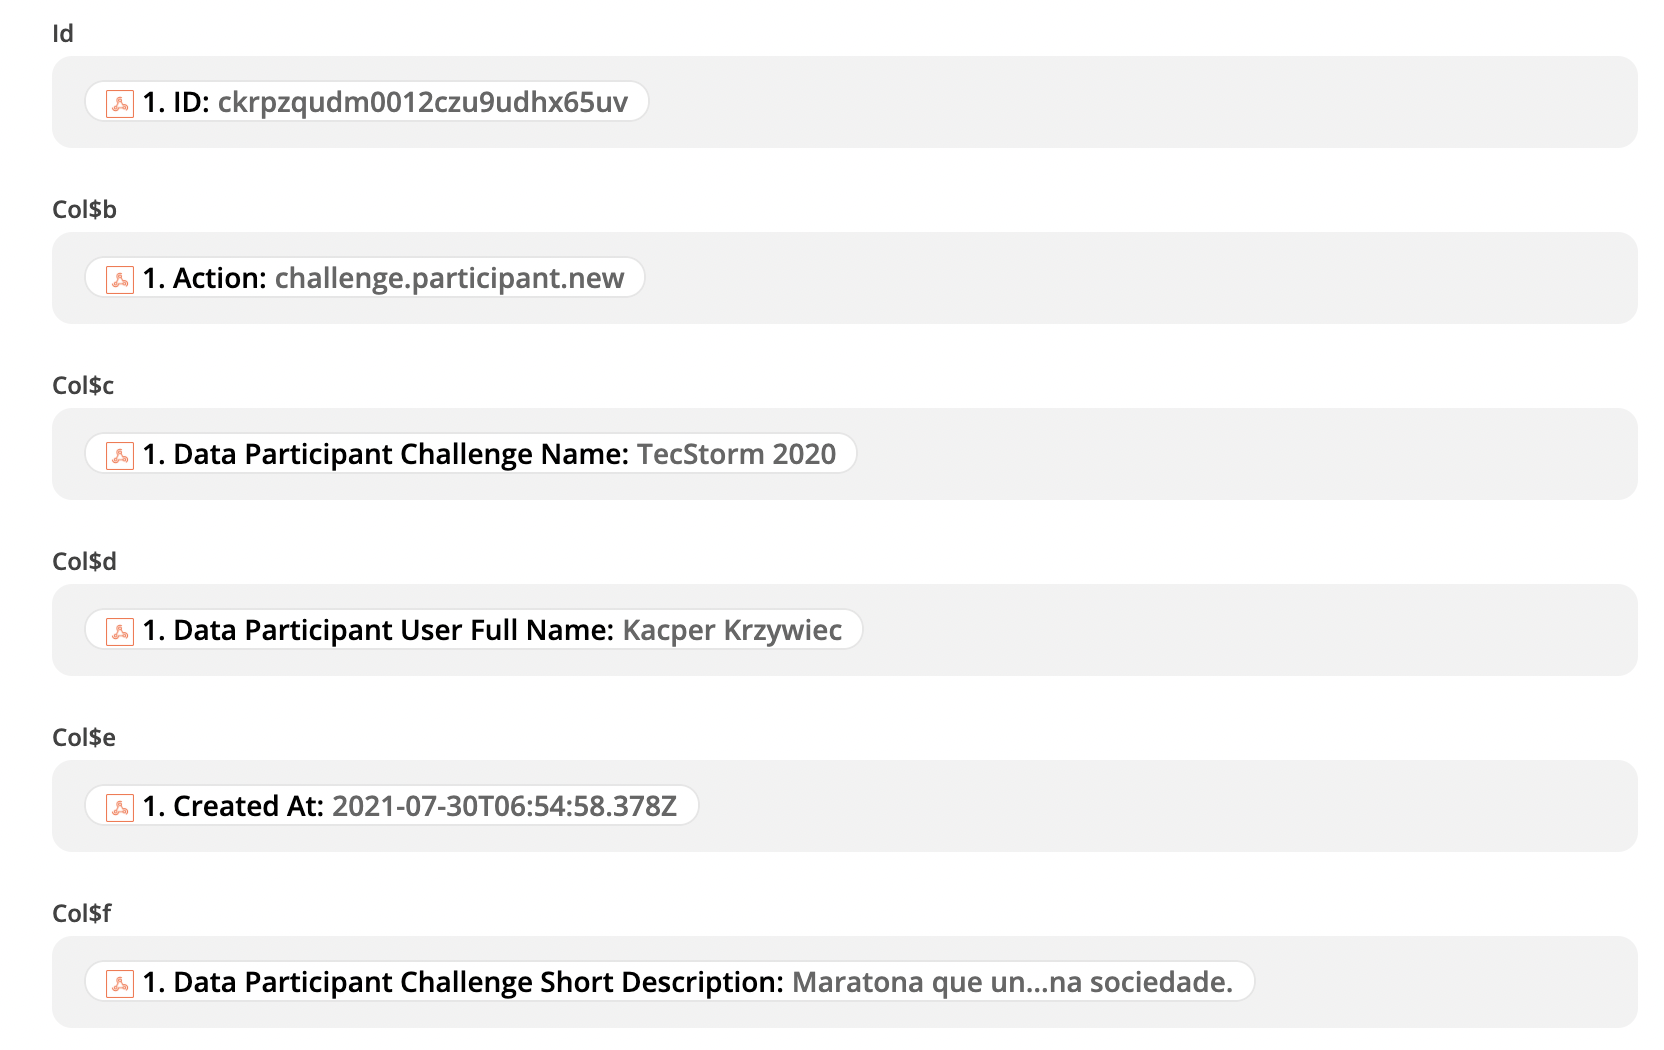 Id
1. ID: ckrpzqudm0012czu9udhx65uv
Col$b
1. Action: challenge.participant.new
Col$c
1. Data Participant Challenge Name: TecStorm 2020
Col$d
1. Data Participant User Full Name: Kacper Krzywiec
Col$e
1. Created At: 2021-07-30T06:54:58.378Z
Col$f
1. Data Participant Challenge Short Description: Maratona que un...na sociedade.